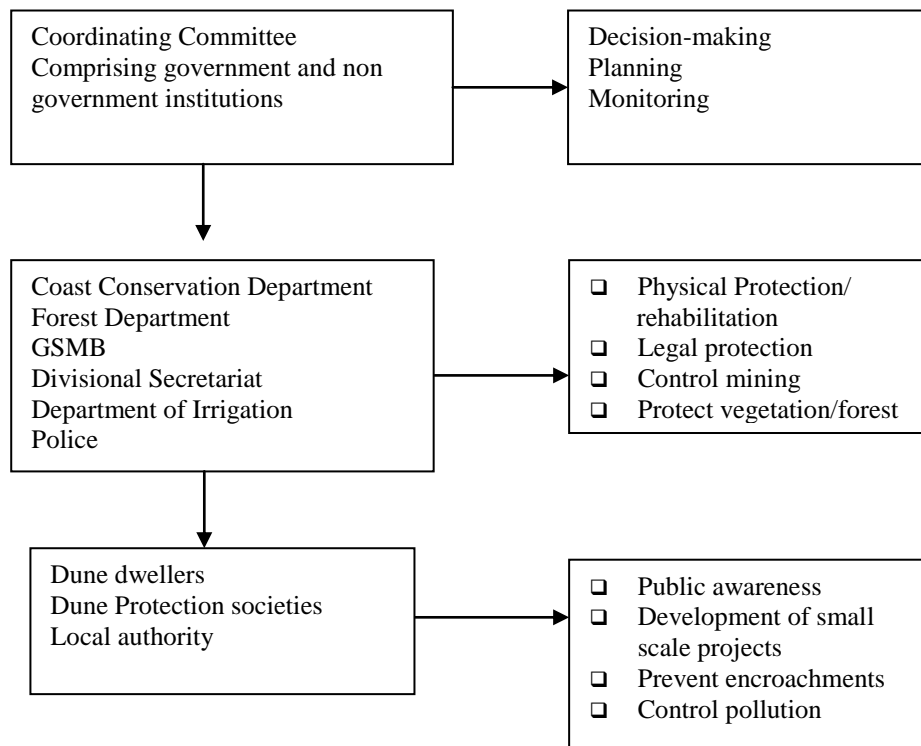 Coordinating Committee
Comprising government and non
government institutions
Decision-making
Planning
Monitoring
Coast Conservation Department
Forest Department
GSMB
Divisional Secretariat
Department of Irrigation
Police
❑ Physical Protection/
rehabilitation
❑ Legal protection
❑ Control mining
❑ Protect vegetation/forest
Dune dwellers
Dune Protection societies
Local authority
❑ Public awareness
❑ Development of small
scale projects
❑ Prevent encroachments
❑ Control pollution